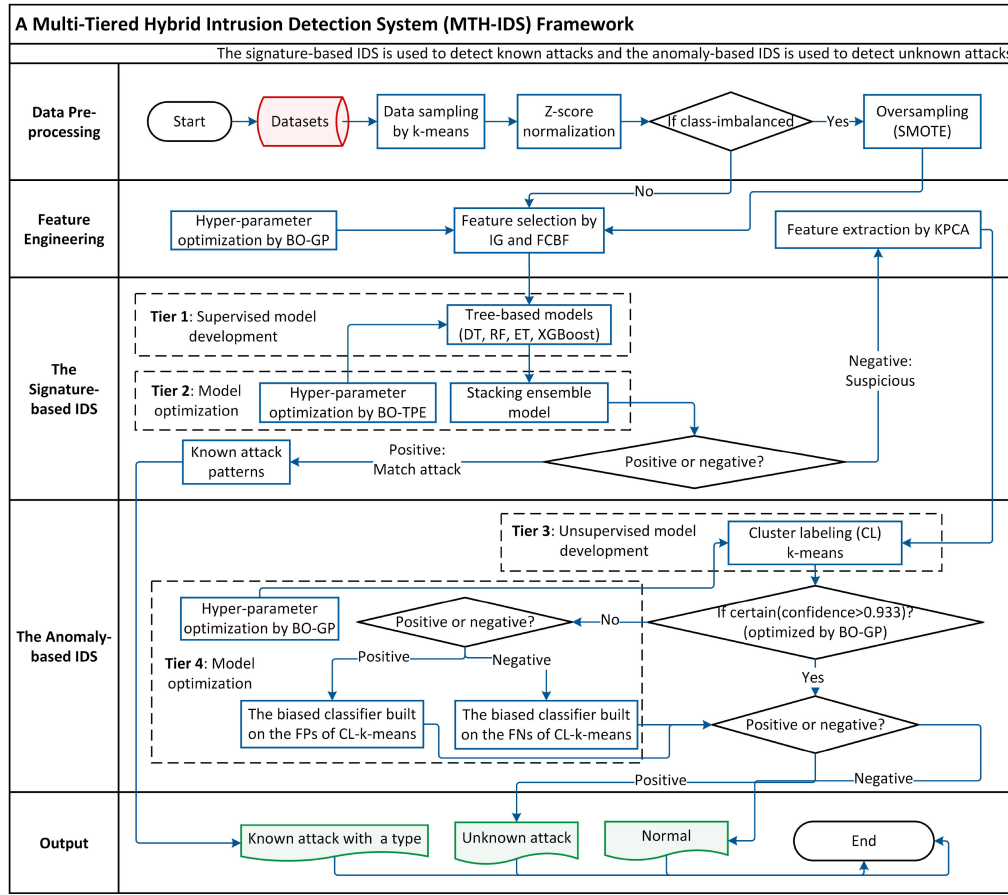 A Multi-Tiered Hybrid Intrusion Detection System (MTH-IDS) Framework
The signature-based IDS is used to detect known attacks and the anomaly-based IDS is used to detect unknown attacks
Data Pre-
processing
Start
Datasets
Data sampling
by k-means
Z-score
normalization
If class-imbalanced
Yes
Oversampling
(SMOTE)
No
Feature
Engineering
Hyper-parameter
optimization by BO-GP
Feature selection by
IG and FCBF
Feature extraction by KPCA
The
Signature-
based IDS
Tier 1: Supervised model
development
Tree-based models
(DT, RF, ET, XGBoost)
Tier 2: Model
optimization
Hyper-parameter
optimization by BO-TPE
Stacking ensemble
model
Negative:
Suspicious
Known attack
patterns
Positive:
Match attack
Positive or negative?
The Anomaly-
based IDS
Tier 3: Unsupervised model
development
Cluster labeling (CL)
k-means
Hyper-parameter
optimization by BO-GP
Positive or negative?
No
If certain(confidence>0.933)?
(optimized by BO-GP)
Tier 4: Model
optimization
Positive
Negative
Yes
The biased classifier built
on the FPs of CL-k-means
The biased classifier built
on the FNs of CL-k-means
Positive or negative?
Positive
Negative
Output
Known attack with a type
Unknown attack
Normal
End